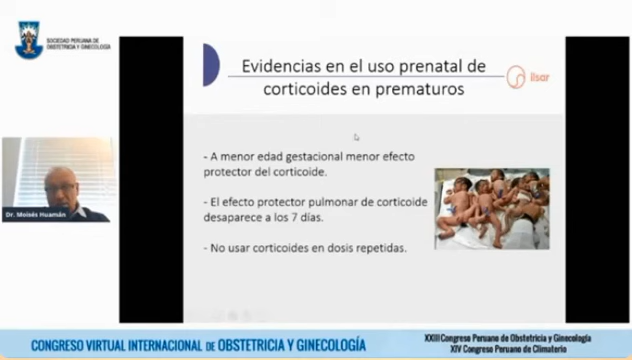 SOCIEDAD PERUANA DE
OBSTETRICIA Y GINECOLOGÍA
Evidencias en el uso prenatal de
corticoides en prematuros
ilsar
- A menor edad gestacional menor efecto
protector del corticoide.
- El efecto protector pulmonar de corticoide
desaparece a los 7 días.
- No usar corticoides en dosis repetidas.
Dr. Moisés Huamán
CONGRESO VIRTUAL INTERNACIONAL DE OBSTETRICIA Y GINECOLOGÍA
XXIII Congreso Peruano de Obstetricia y Ginecología
XIV Congreso Peruano de Climaterio